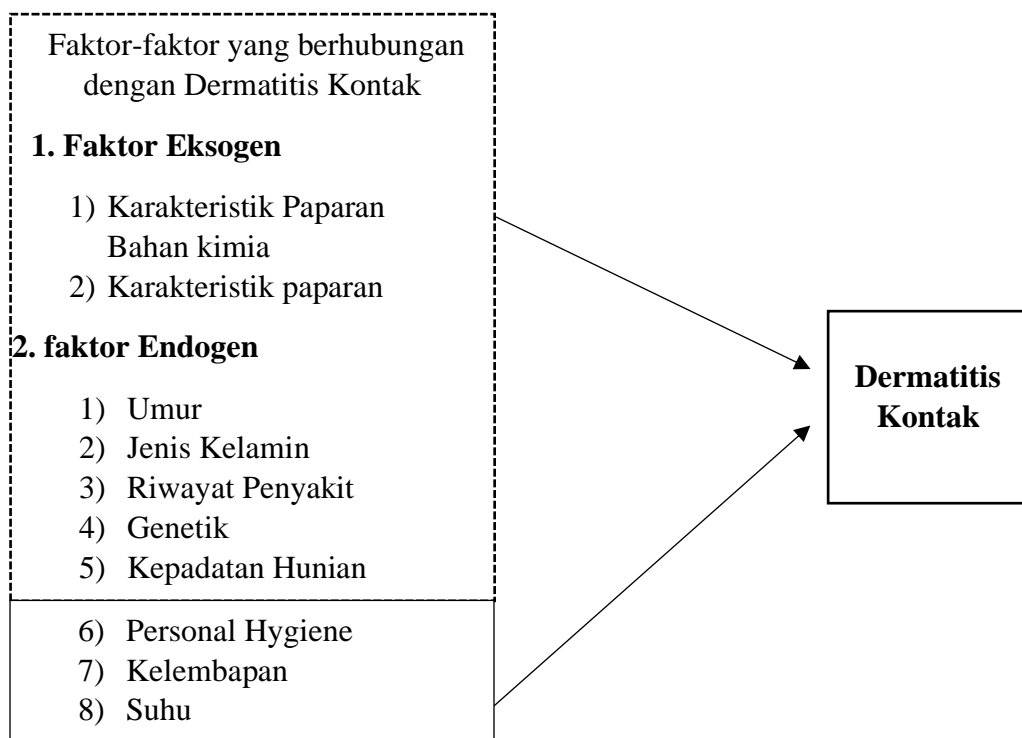 Faktor-faktor yang berhubungan
dengan Dermatitis Kontak
1. Faktor Eksogen
1) Karakteristik Paparan
Bahan kimia
2) Karakteristik paparan
2. faktor Endogen
1) Umur
2) Jenis Kelamin
3) Riwayat Penyakit
4) Genetik
5) Kepadatan Hunian
6) Personal Hygiene
7) Kelembapan
8) Suhu
Dermatitis
Kontak